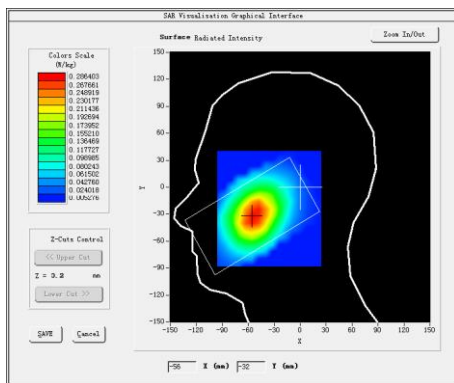 SAR Visualisation Graphical Interface
Surface Radiated Intensity
Zoom In/Out
Colors Scale
(W/kg)
0.286403
0.267661
0.248919
0.230177
0.211436
0.192694
0.173952
0.155210
0.136469
0.117727
0.098985
0.080243
0.061502
0.042760
0.024018
0.005276
150
120
90
60
30
0
-30
-60
-90
-120
-150
Y
-150 -120 -90 -60 -30 0 30 60 90 120 150
X
Z-Cuts Control
<< Upper Cut
Z = 3.2 mm
Lower Cut >>
SAVE Cancel
-56 X (mm) -32 Y (mm)